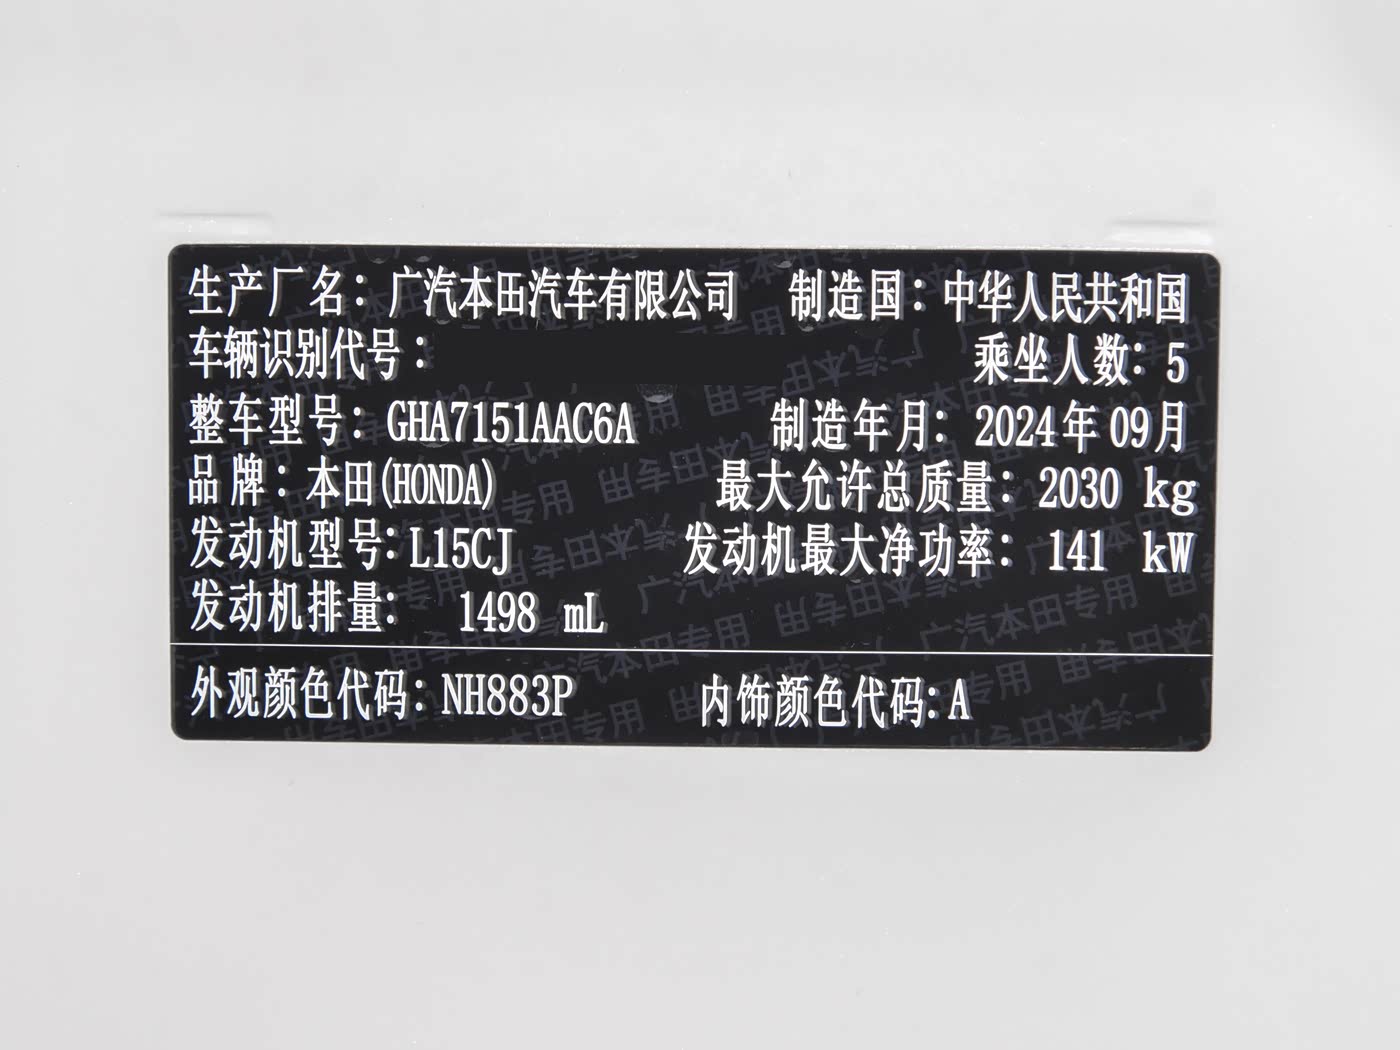 生产厂名：广汽本田汽车有限公司 制造国：中华人民共和国
车辆识别代号： 乘坐人数：5
整车型号：GHA7151AAC6A 制造年月：2024年09月
品牌：本田(HONDA) 最大允许总质量：2030 kg
发动机型号：L15CJ 发动机最大净功率：141 kW
发动机排量： 1498 mL
外观颜色代码：NH883P 内饰颜色代码：A